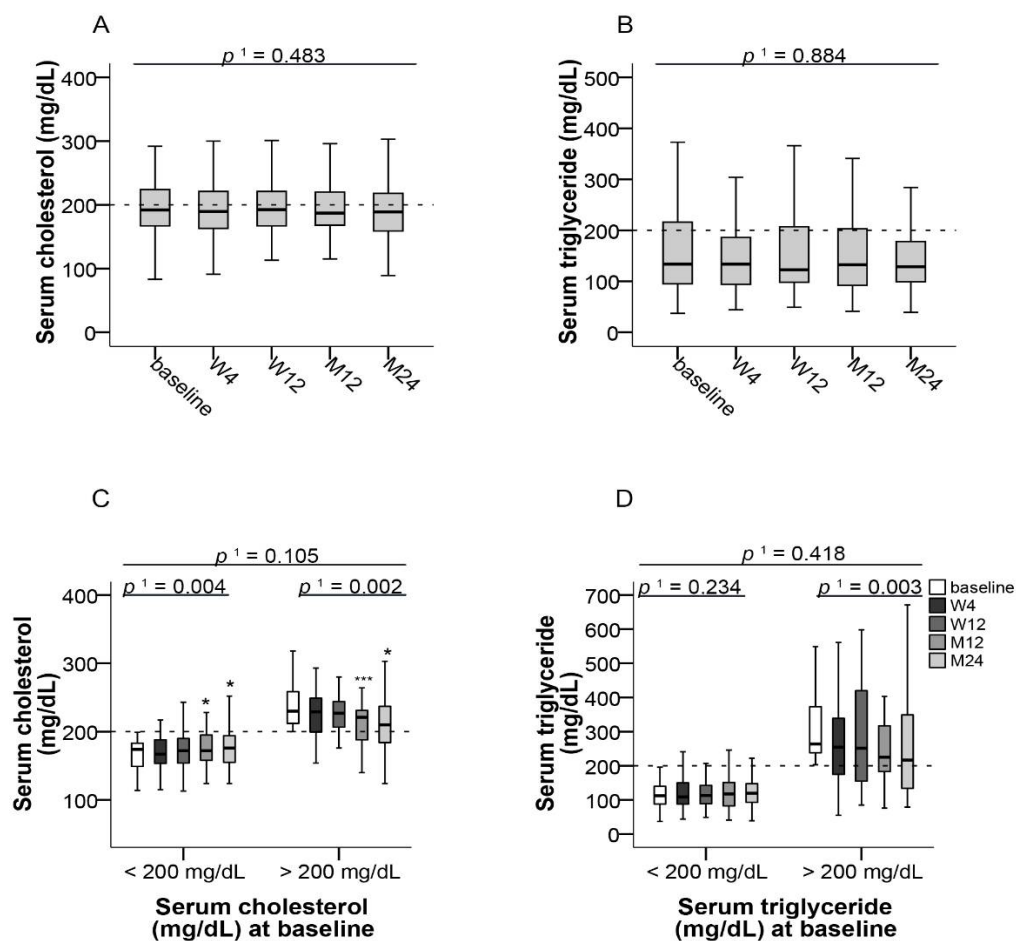 A
p ¹ = 0.483
Serum cholesterol (mg/dL)
400
300
200
100
0
baseline
W4
W12
M12
M24
B
p ¹ = 0.884
Serum triglyceride (mg/dL)
500
400
300
200
100
0
baseline
W4
W12
M12
M24
C
p ¹ = 0.105
p ¹ = 0.004
p ¹ = 0.002
Serum cholesterol
(mg/dL)
400
300
200
100
*
*
***
*
< 200 mg/dL
> 200 mg/dL
Serum cholesterol
(mg/dL) at baseline
D
p ¹ = 0.418
p ¹ = 0.234
p ¹ = 0.003
Serum triglyceride
(mg/dL)
700
600
500
400
300
200
100
0
baseline
W4
W12
M12
M24
< 200 mg/dL
> 200 mg/dL
Serum triglyceride
(mg/dL) at baseline